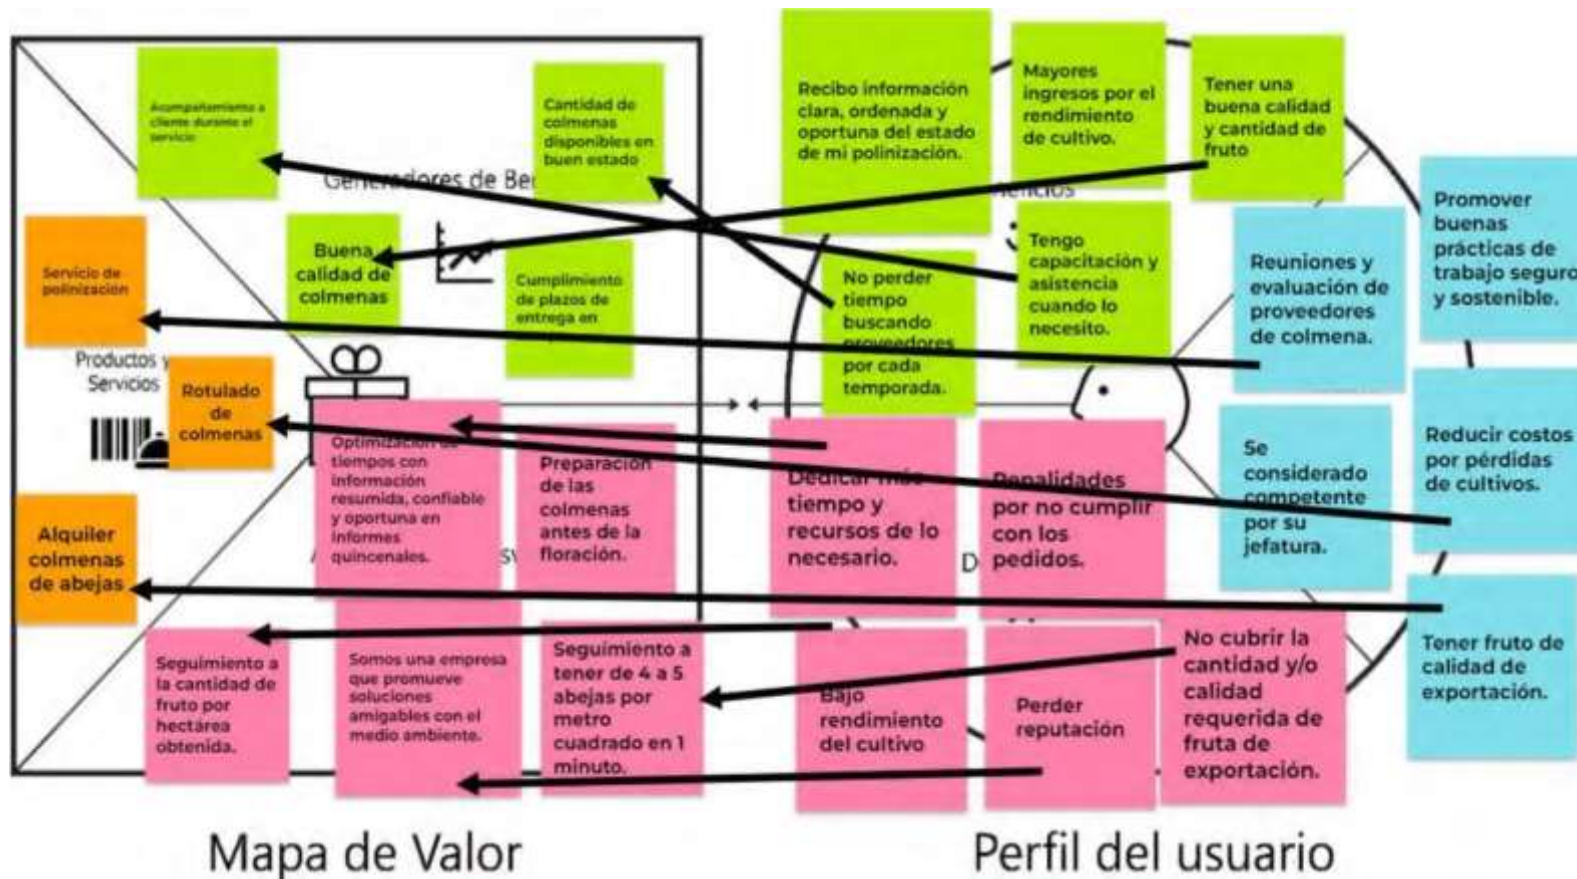 Acompañamiento a
cliente durante el
servicio
Cantidad de
colmenas
disponibles en
buen estado
Generadores de Be
Servicio de
polinización
Buena
calidad de
colmenas
Cumplimiento
de plazos de
entrega en
Productos y
Servicios
Rotulado
de
colmenas
Alquiler
colmenas
de abejas
Optimización de
tiempos con
información
resumida, confiable
y oportuna en
informes
quincenales.
Preparación
de las
colmenas
antes de la
floración.
Seguimiento a
la cantidad de
fruto por
hectárea
obtenida.
Somos una empresa
que promueve
soluciones
amigables con el
medio ambiente.
Seguimiento a
tener de 4 a 5
abejas por
metro
cuadrado en 1
minuto.
Mapa de Valor
Recibo información
clara, ordenada y
oportuna del estado
de mi polinización.
Mayores
ingresos por el
rendimiento
de cultivo.
Tener una
buena calidad
y cantidad de
fruto
eficios
No perder
tiempo
buscando
proveedores
por cada
temporada.
Tengo
capacitación y
asistencia
cuando lo
necesito.
Reuniones y
evaluación de
proveedores
de colmena.
Promover
buenas
prácticas de
trabajo seguro
y sostenible.
Dedicar más
tiempo y
recursos de lo
necesario.
D
Penalidades
por no cumplir
con los
pedidos.
Se
considerado
competente
por su
jefatura.
Reducir costos
por pérdidas
de cultivos.
Bajo
rendimiento
del cultivo
Perder
reputación
No cubrir la
cantidad y/o
calidad
requerida de
fruta de
exportación.
Tener fruto de
calidad de
exportación.
Perfil del usuario